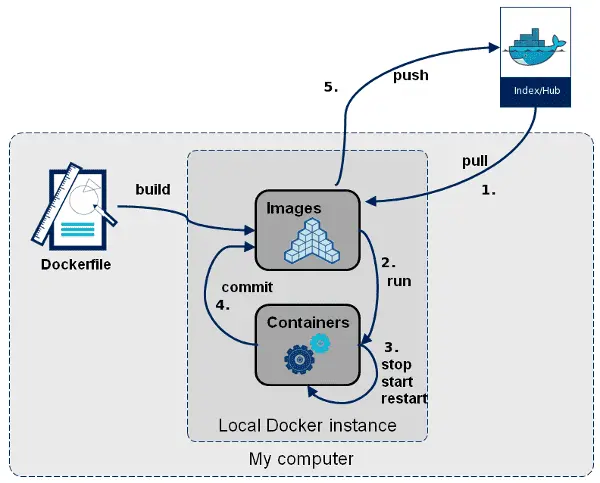 5.
push
Index/Hub
pull
1.
build
Images
Dockerfile
2.
run
commit
4.
Containers
3.
stop
start
restart
Local Docker instance
My computer